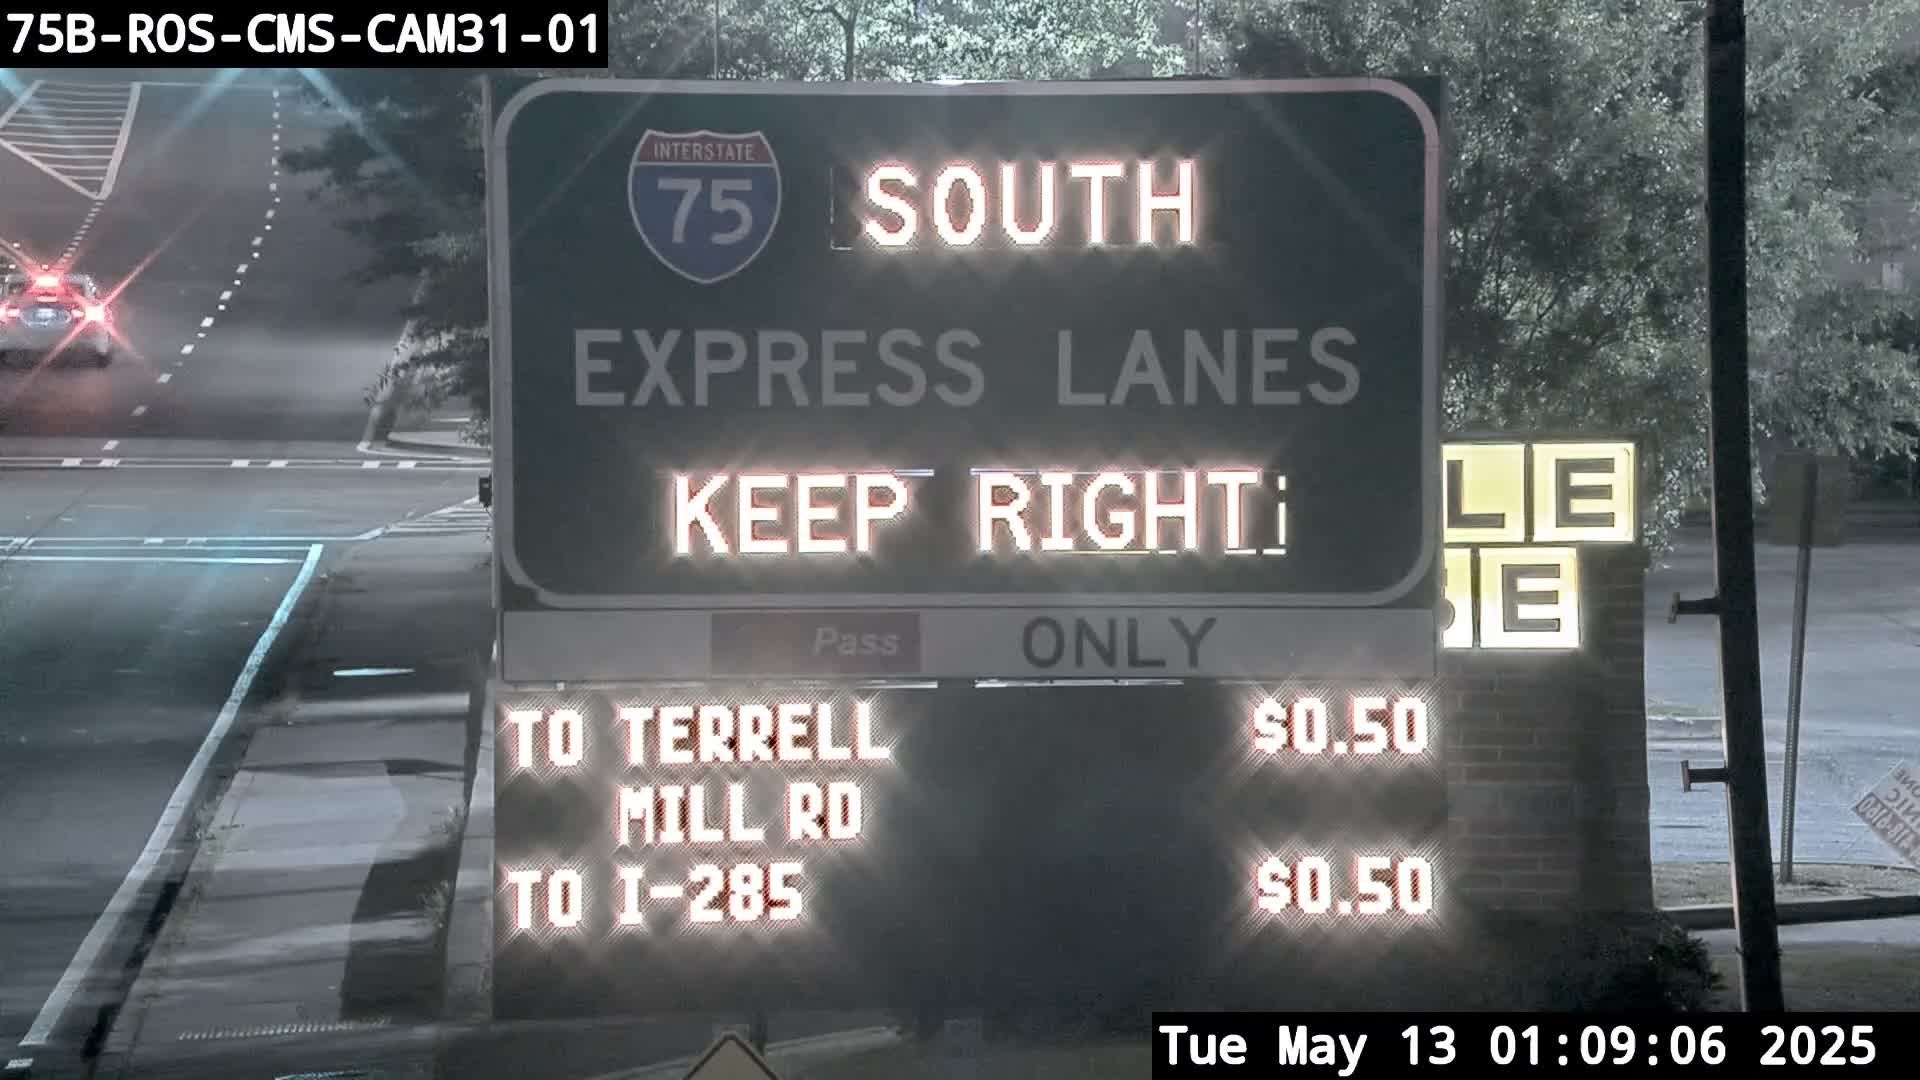 75B-ROS-CMS-CAM31-01
INTERSTATE
75
SOUTH
EXPRESS LANES
KEEP RIGHT
Pass ONLY
TO TERRELL $0.50
MILL RD
TO I-285 $0.50
LE
E
Tue May 13 01:09:06 2025